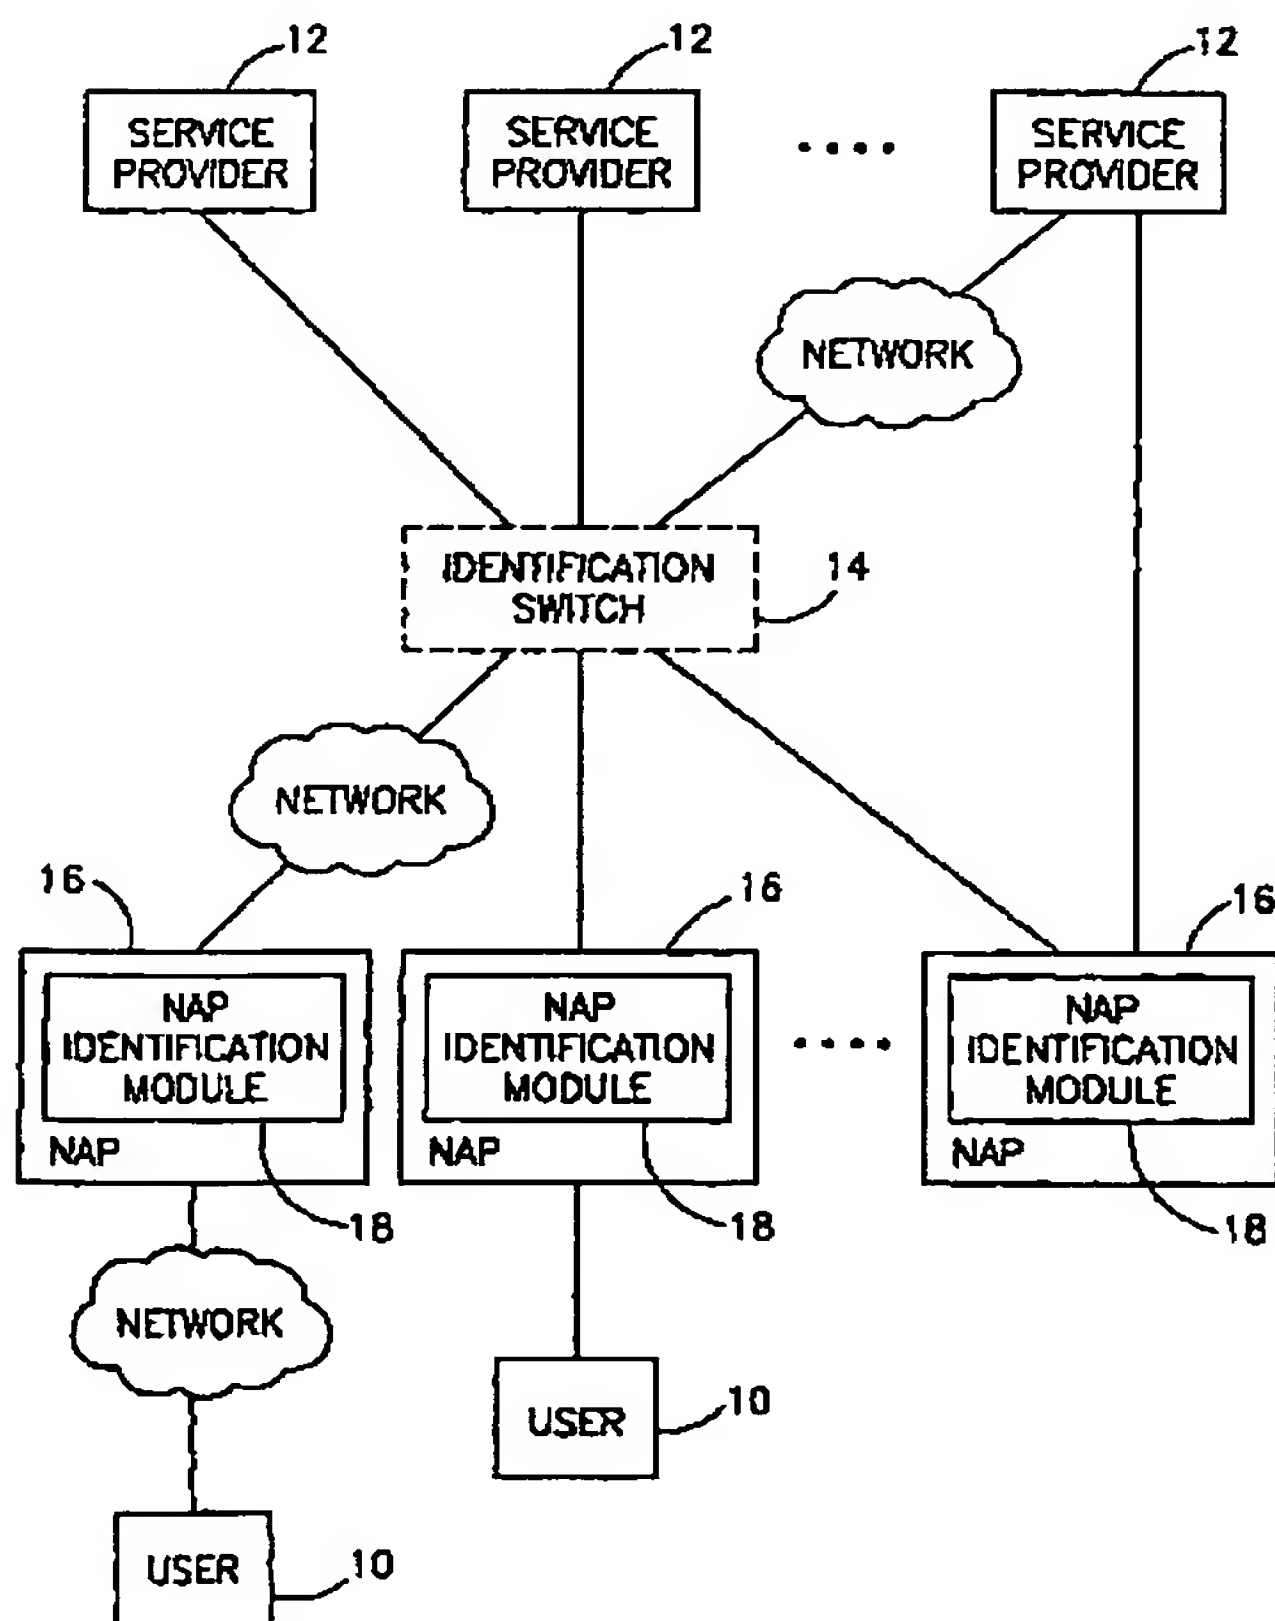 12
12
12
SERVICE
PROVIDER
SERVICE
PROVIDER
SERVICE
PROVIDER
NETWORK
IDENTIFICATION
SWITCH
14
NETWORK
16
16
16
NAP
IDENTIFICATION
MODULE
NAP
NAP
IDENTIFICATION
MODULE
NAP
NAP
IDENTIFICATION
MODULE
NAP
18
18
18
NETWORK
USER
10
USER
10